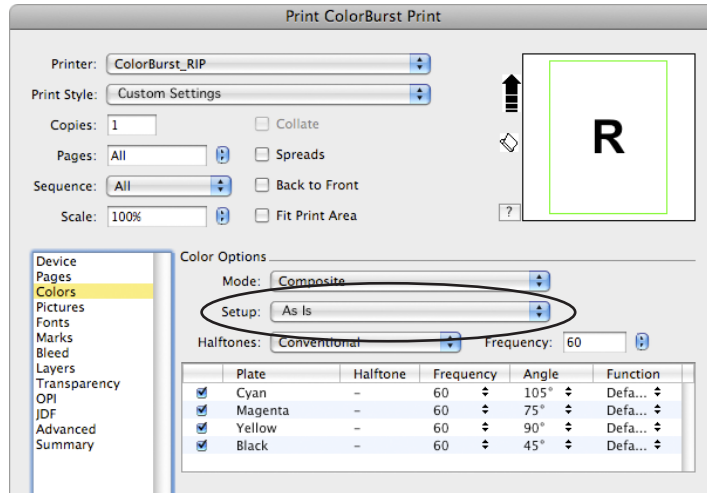 Print ColorBurst Print
Printer: ColorBurst_RIP
Print Style: Custom Settings
Copies: 1 Collate
Pages: All Spreads
Sequence: All Back to Front
Scale: 100% Fit Print Area
R
?
Device
Pages
Colors
Pictures
Fonts
Marks
Bleed
Layers
Transparency
OPI
JDF
Advanced
Summary
Color Options
Mode: Composite
Setup: As Is
Halftones: Conventional Frequency: 60
Plate Halftone Frequency Angle Function
Cyan – 60 105° Defa...
Magenta – 60 75° Defa...
Yellow – 60 90° Defa...
Black – 60 45° Defa...